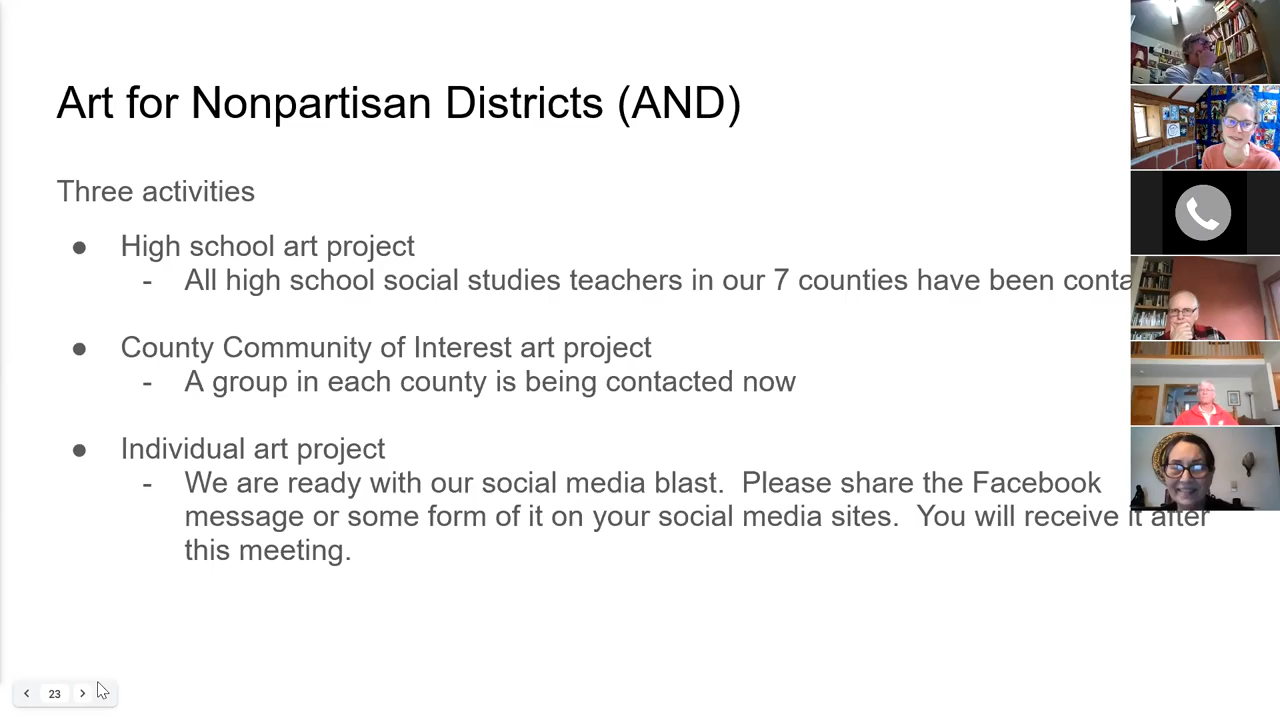 Art for Nonpartisan Districts (AND)
Three activities
● High school art project
- All high school social studies teachers in our 7 counties have been conta
● County Community of Interest art project
- A group in each county is being contacted now
● Individual art project
- We are ready with our social media blast. Please share the Facebook
message or some form of it on your social media sites. You will receive it after
this meeting.
23